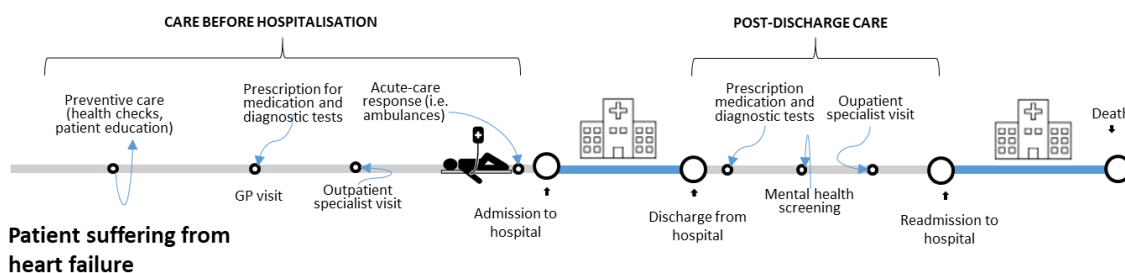 CARE BEFORE HOSPITALISATION
POST-DISCHARGE CARE
Preventive care
(health checks,
patient education)
Prescription for
medication and
diagnostic tests
Acute-care
response (i.e.
ambulances)
Prescription
medication and
diagnostic tests
Oupatient
specialist visit
Death
GP visit
Outpatient
specialist visit
Admission to
hospital
Discharge from
hospital
Mental health
screening
Readmission to
hospital
Patient suffering from
heart failure